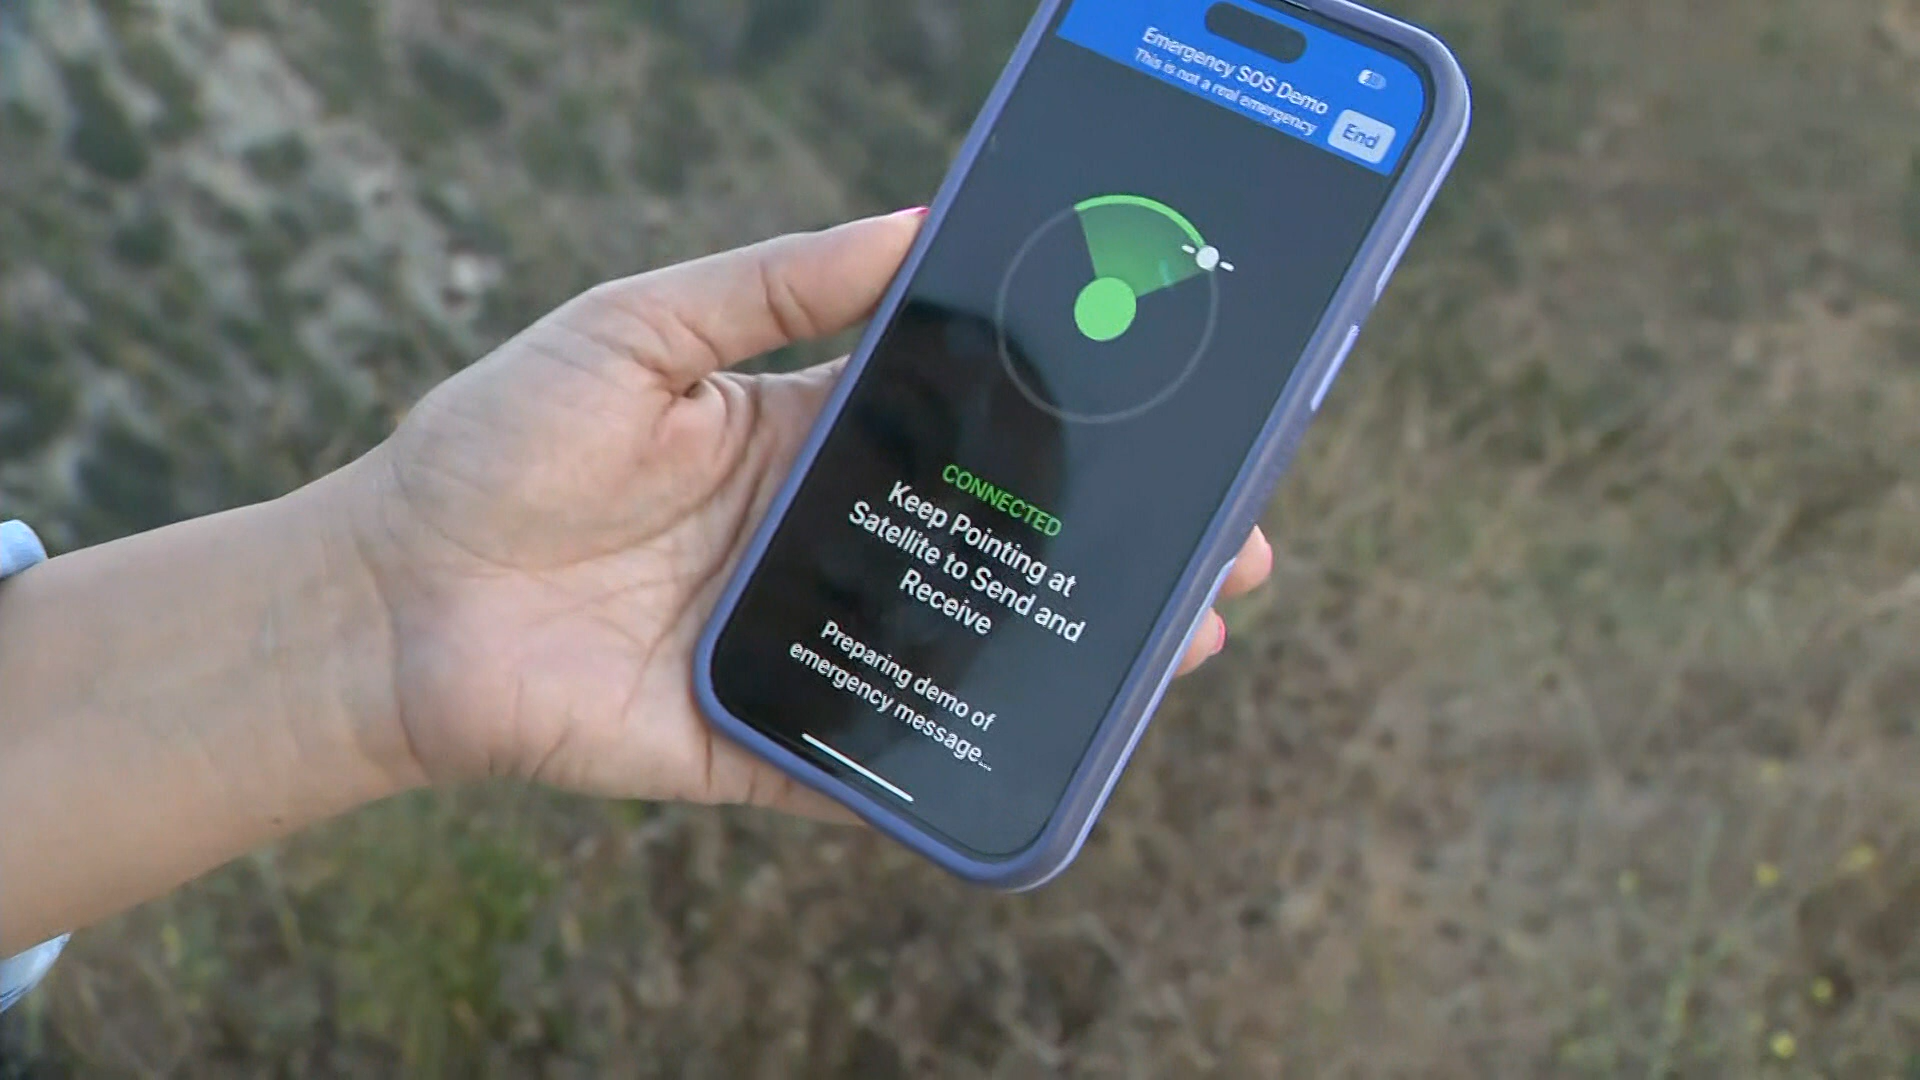 Emergency SOS Demo
This is not a real emergency
End
CONNECTED
Keep Pointing at
Satellite to Send and
Receive
Preparing demo of
emergency message...